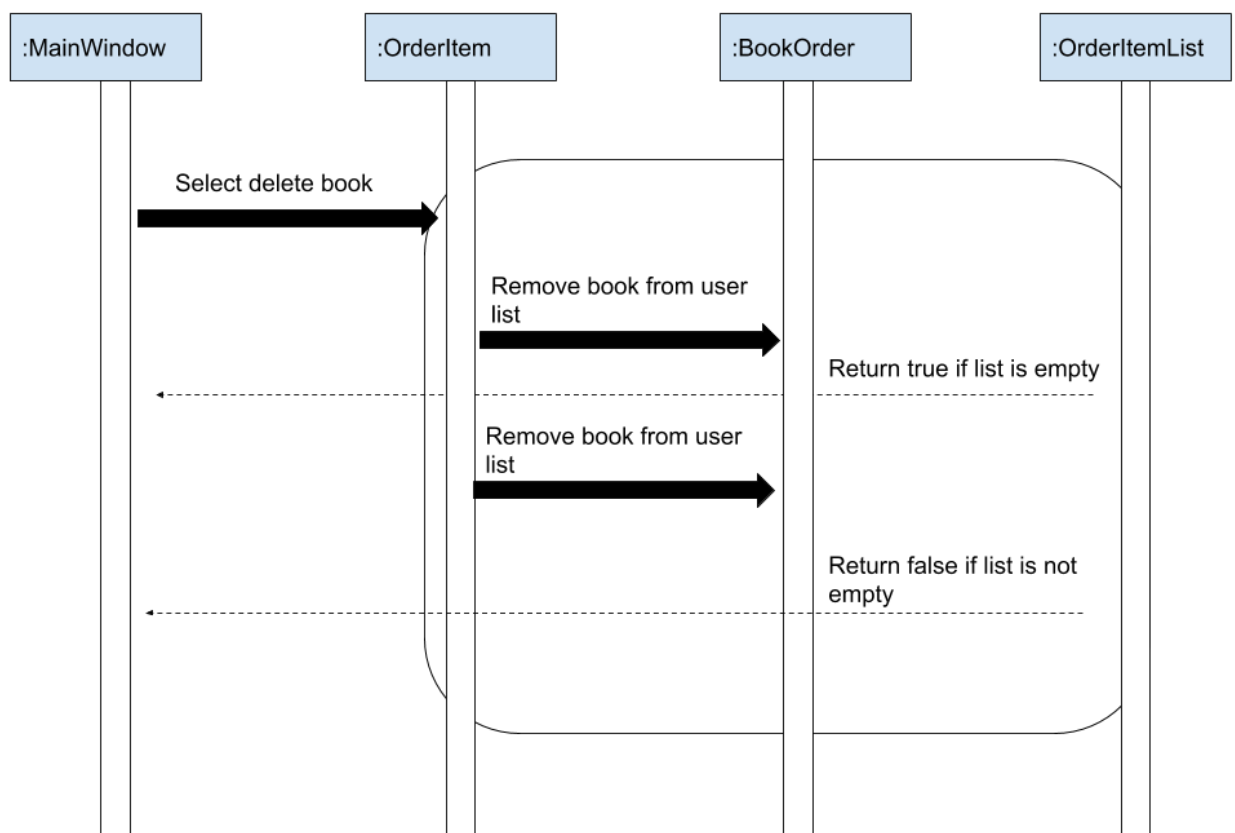 :MainWindow
:OrderItem
:BookOrder
:OrderItemList
Select delete book
Remove book from user
list
Return true if list is empty
Remove book from user
list
Return false if list is not
empty